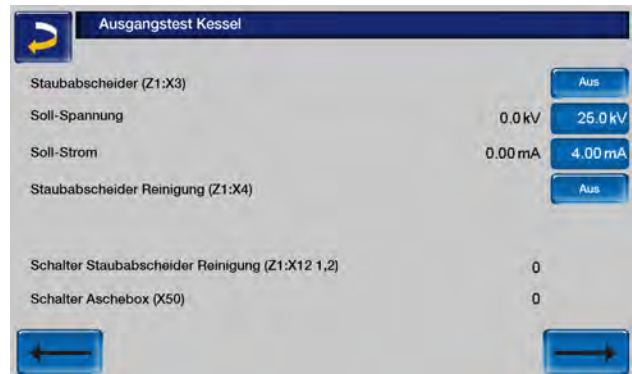 Ausgangstest Kessel
Staubabscheider (Z1:X3) Aus
Soll-Spannung 0.0 kV 25.0 kV
Soll-Strom 0.00 mA 4.00 mA
Staubabscheider Reinigung (Z1:X4) Aus
Schalter Staubabscheider Reinigung (Z1:X12 1,2) 0
Schalter Aschebox (X50) 0